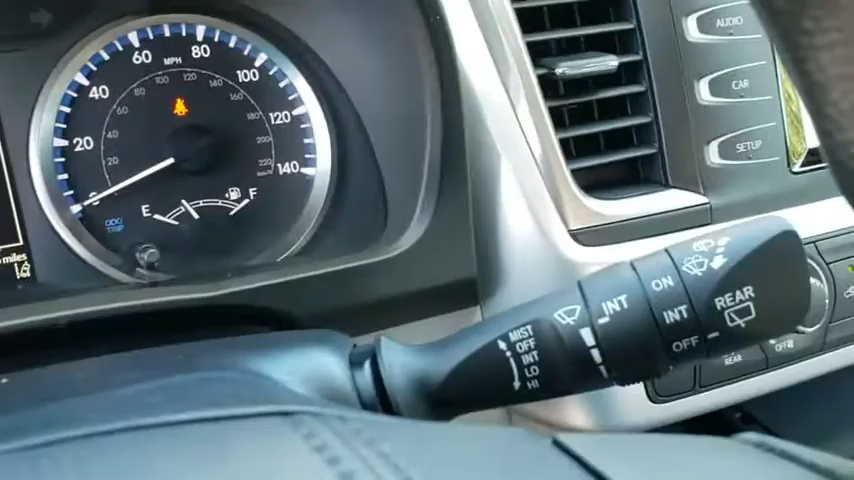 60
80
MPH
100
120
40
100
80
140
100
60
160
120
20
40
180
200
20
220
140
E
F
ODO
TRIP
miles
MIST
OFF
INT
LO
HI
INT
ON
INT
OFF
REAR
AUDIO
CAR
SETUP
REAR